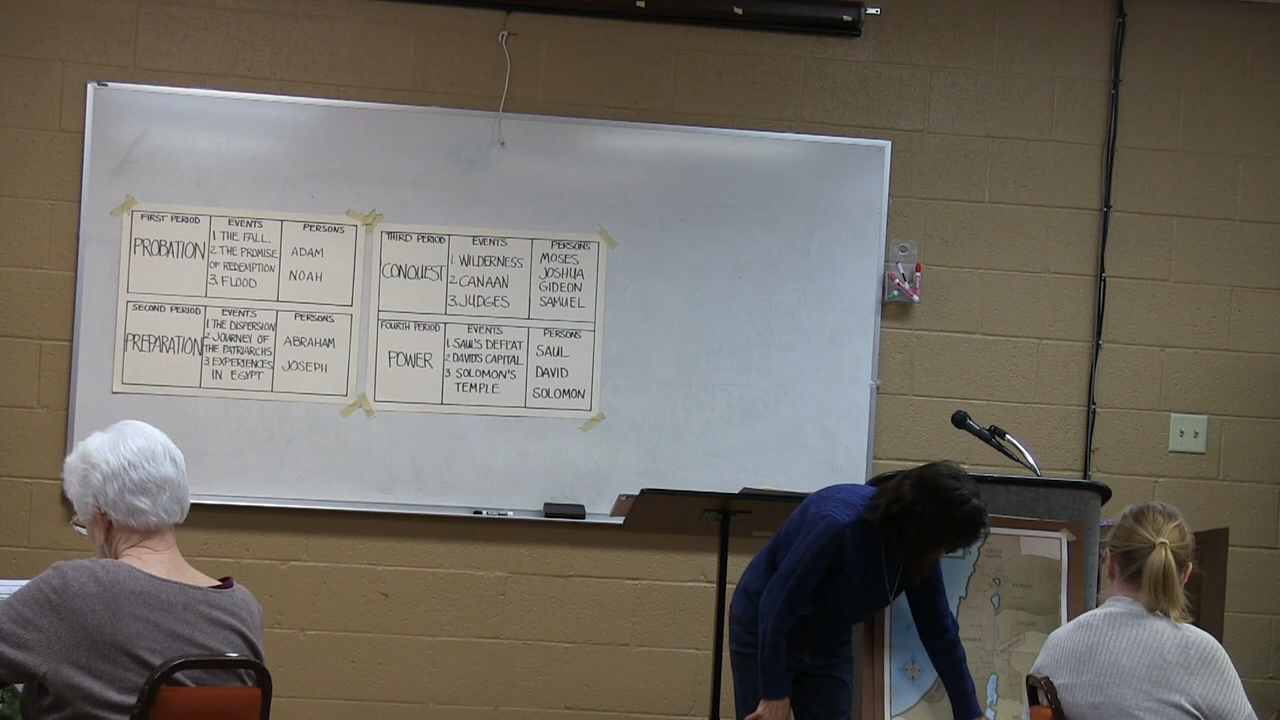 FIRST PERIOD
PROBATION
EVENTS
1. THE FALL.
2. THE PROMISE
OF REDEMPTION
3. FLOOD
PERSONS
ADAM
NOAH
SECOND PERIOD
PREPARATION
EVENTS
1. THE DISPERSION
2. JOURNEY OF
THE PATRIARCHS
3. EXPERIENCES
IN EGYPT
PERSONS
ABRAHAM
JOSEPH
THIRD PERIOD
CONQUEST
EVENTS
1. WILDERNESS
2. CANAAN
3. JUDGES
PERSONS
MOSES
JOSHUA
GIDEON
SAMUEL
FOURTH PERIOD
POWER
EVENTS
1. SAUL'S DEFEAT
2. DAVID'S CAPITAL
3. SOLOMON'S
TEMPLE
PERSONS
SAUL
DAVID
SOLOMON